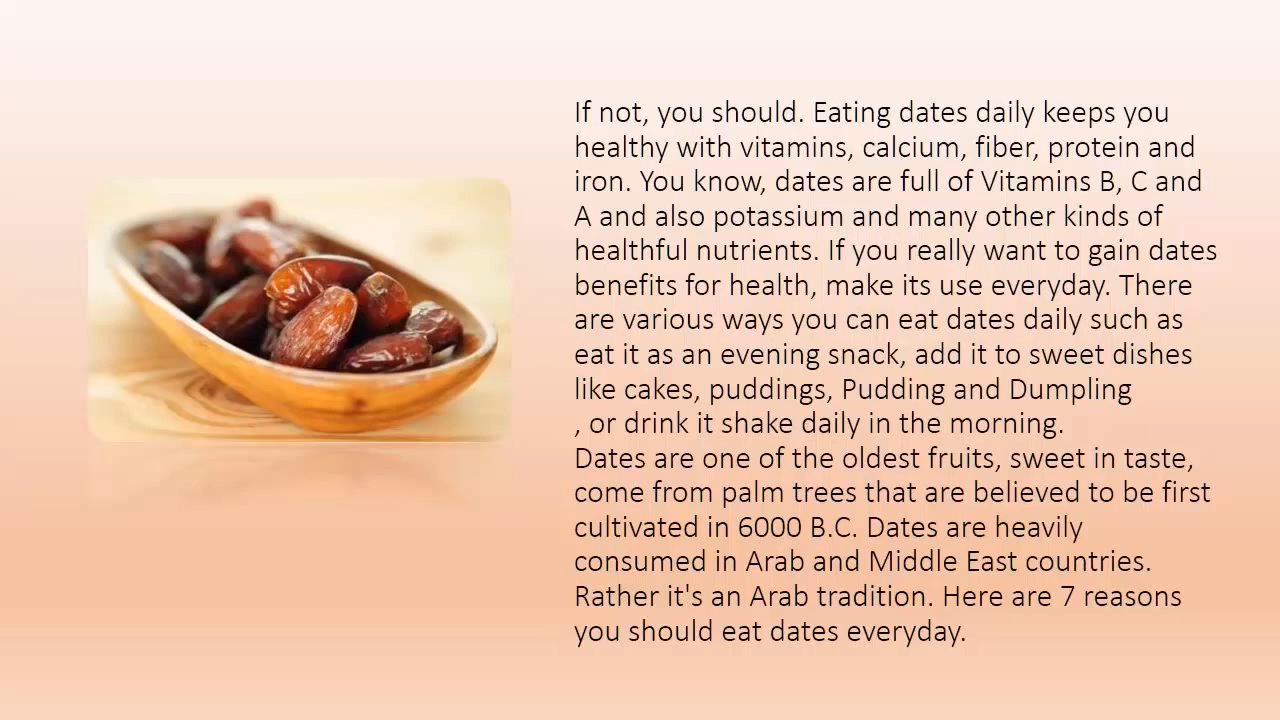 If not, you should. Eating dates daily keeps you
healthy with vitamins, calcium, fiber, protein and
iron. You know, dates are full of Vitamins B, C and
A and also potassium and many other kinds of
healthful nutrients. If you really want to gain dates
benefits for health, make its use everyday. There
are various ways you can eat dates daily such as
eat it as an evening snack, add it to sweet dishes
like cakes, puddings, Pudding and Dumpling
, or drink it shake daily in the morning.
Dates are one of the oldest fruits, sweet in taste,
come from palm trees that are believed to be first
cultivated in 6000 B.C. Dates are heavily
consumed in Arab and Middle East countries.
Rather it's an Arab tradition. Here are 7 reasons
you should eat dates everyday.